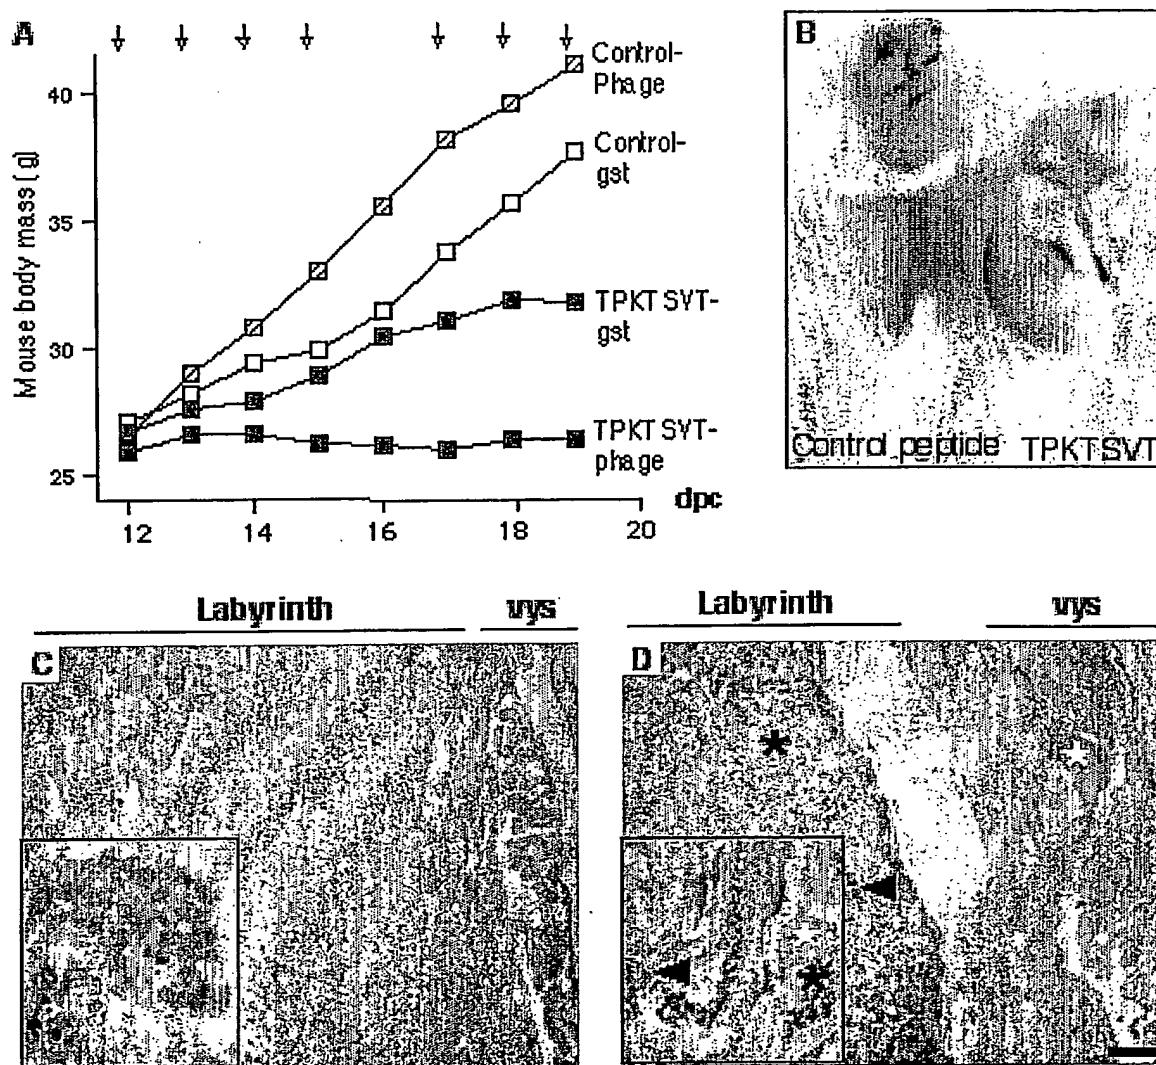 A
Mouse body mass (g)
40
35
30
25
12
14
16
18
20
dpc
Control-
Phage
Control-
gst
TPKTSVT-
gst
TPKTSVT-
phage
B
Control peptide TPKTSVT
Labyrinth
vys
C
Labyrinth
vys
D